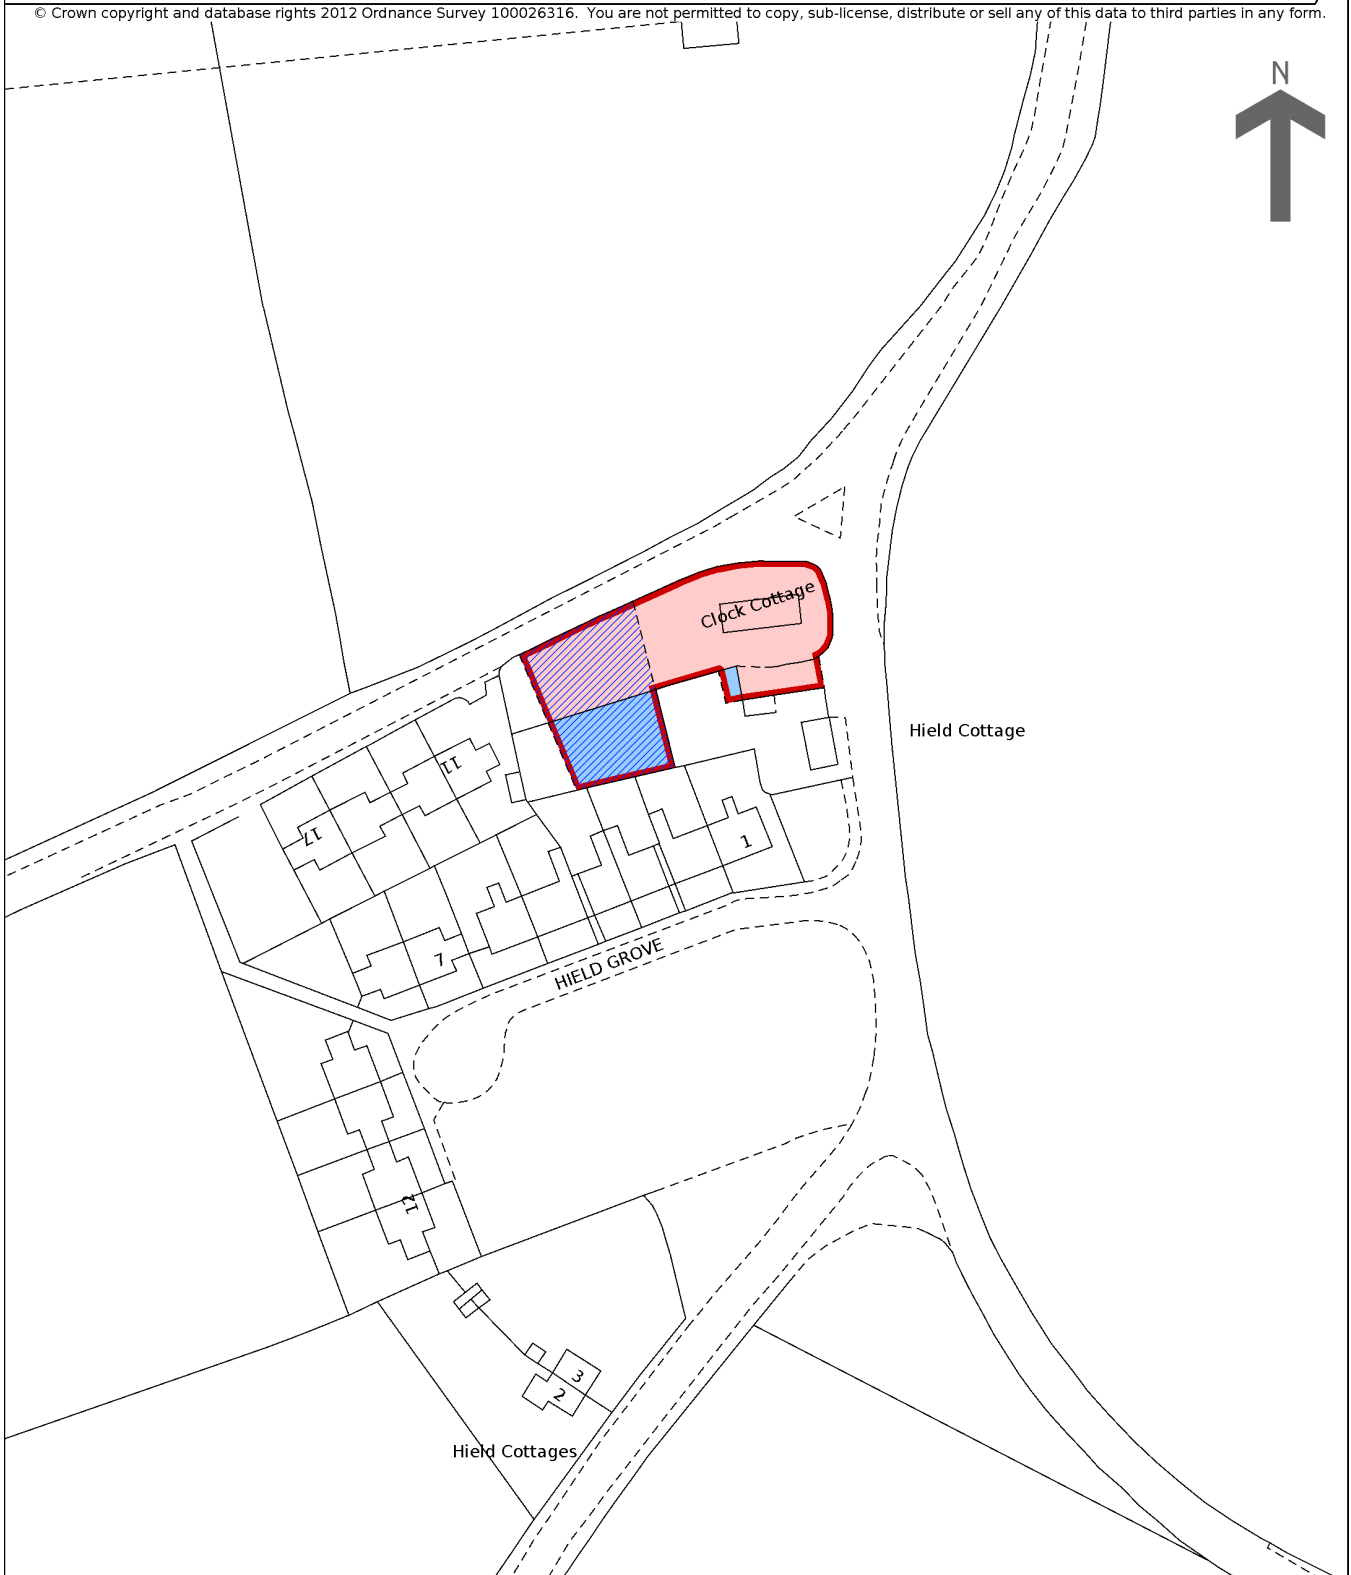 © Crown copyright and database rights 2012 Ordnance Survey 100026316.  You are not permitted to copy, sub-license, distribute or sell any of this data to third parties in any form.
N
Clock Cottage
Hield Cottage
11
17
1
7
HIELD GROVE
12
3
2
Hield Cottages